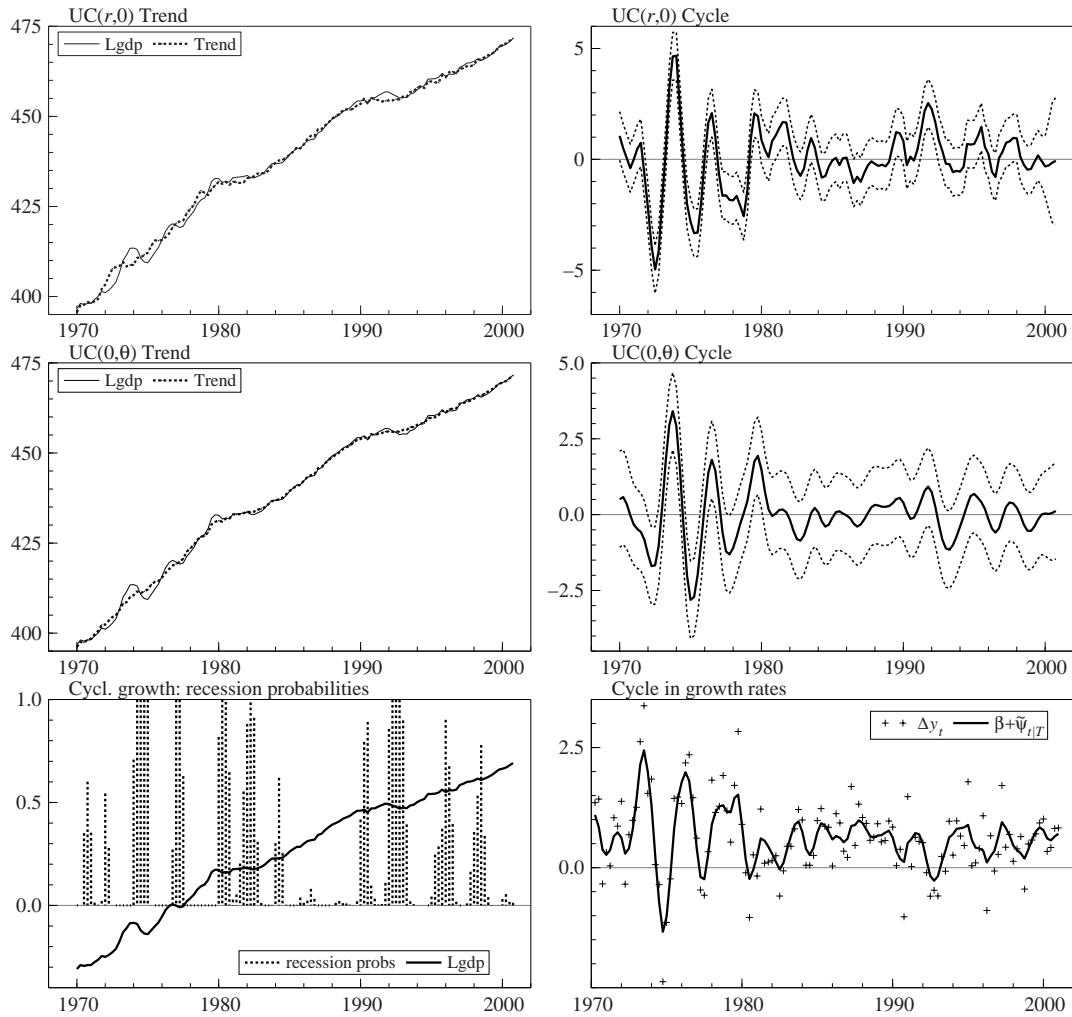 UC(r,0) Trend
Lgdp Trend
475
450
425
400
1970 1980 1990 2000
UC(r,0) Cycle
5
0
−5
1970 1980 1990 2000
UC(0,θ) Trend
Lgdp Trend
475
450
425
400
1970 1980 1990 2000
UC(0,θ) Cycle
5.0
2.5
0.0
−2.5
1970 1980 1990 2000
Cycl. growth: recession probabilities
1.0
0.5
0.0
recession probs Lgdp
1970 1980 1990 2000
Cycle in growth rates
Δy_t β+ψ̃_{t|T}
2.5
0.0
1970 1980 1990 2000